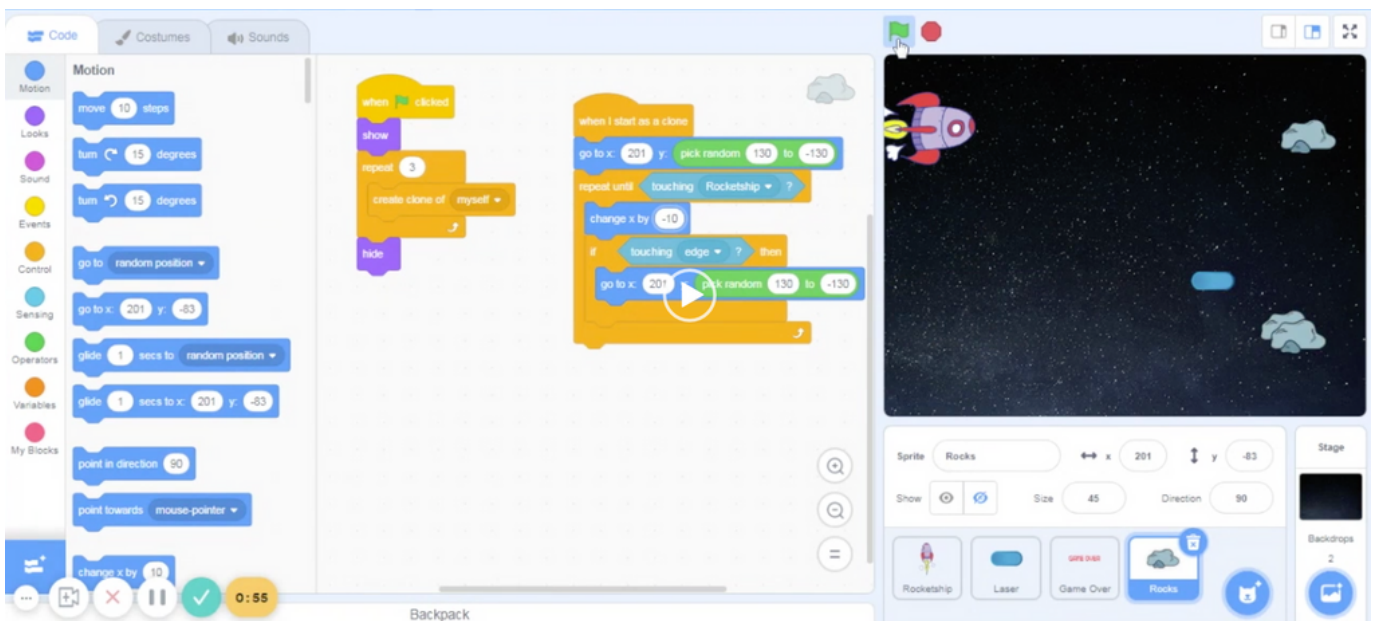 Code
Costumes
Sounds
Motion
Looks
Sound
Events
Control
Sensing
Operators
Variables
My Blocks
Motion
move 10 steps
turn 15 degrees
turn 15 degrees
go to random position
go to x: 201 y: -83
glide 1 secs to random position
glide 1 secs to x: 201 y: -83
point in direction 90
point towards mouse-pointer
change x by 10
0:55
when clicked
show
repeat 3
create clone of myself
hide
when I start as a clone
go to x: 201 y: pick random 130 to -130
repeat until touching Rocketship ?
change x by -10
if touching edge ? then
go to x: 201 pick random 130 to -130
Backpack
Sprite Rocks x 201 y -83
Show Size 45 Direction 90
Rocketship
Laser
GAME OVER
Game Over
Rocks
Stage
Backdrops
2